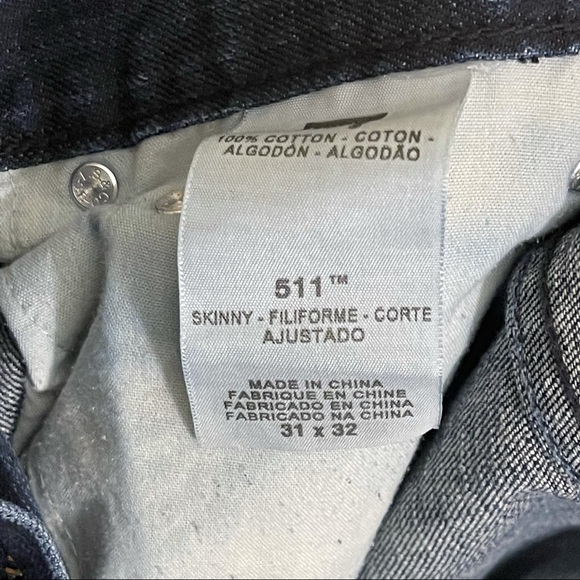 100% COTTON - COTON -
ALGODÓN - ALGODÃO
511™
SKINNY - FILIFORME - CORTE
AJUSTADO
MADE IN CHINA
FABRIQUE EN CHINE
FABRICADO EN CHINA
FABRICADO NA CHINA
31 x 32